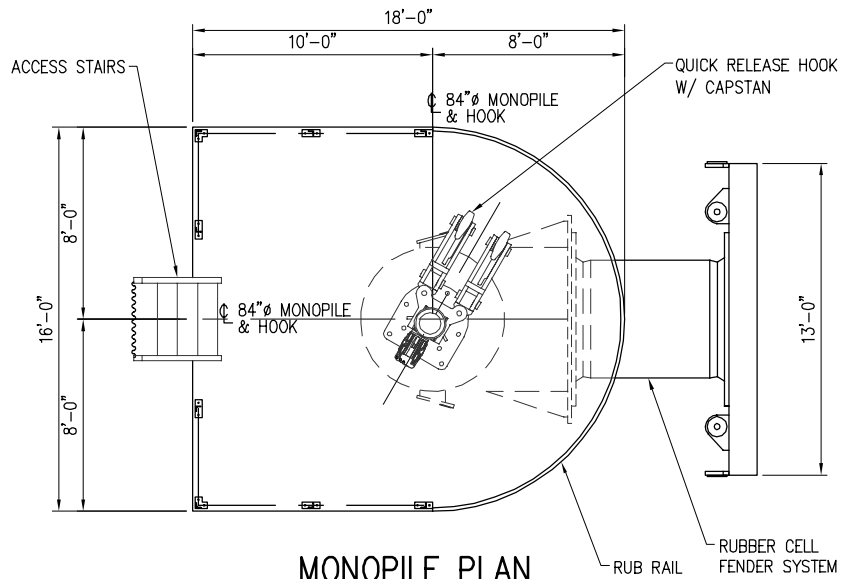 18'-0"
10'-0"
8'-0"
ACCESS STAIRS
QUICK RELEASE HOOK
W/ CAPSTAN
℄ 84"ø MONOPILE
& HOOK
8'-0"
16'-0"
℄ 84"ø MONOPILE
& HOOK
13'-0"
8'-0"
MONOPILE PLAN
RUB RAIL
RUBBER CELL
FENDER SYSTEM